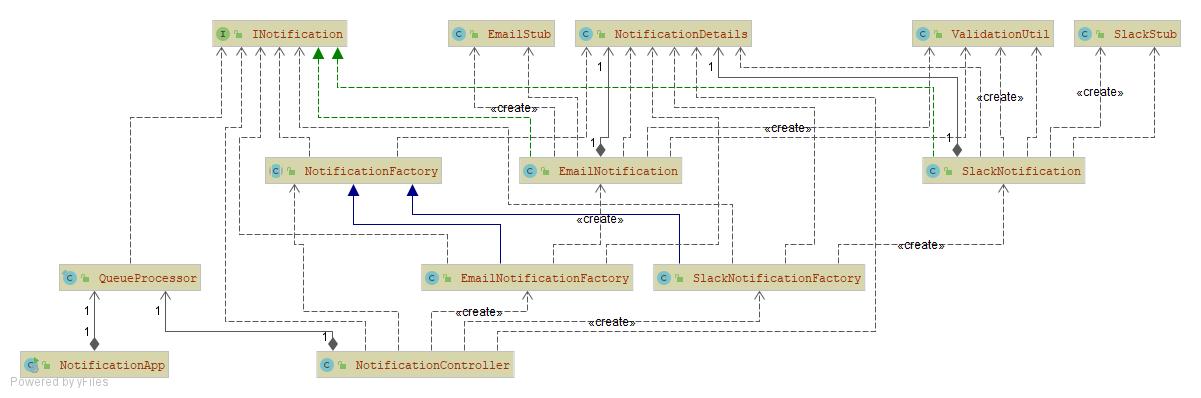 INotification
EmailStub
NotificationDetails
ValidationUtil
SlackStub
1
1
«create»
«create»
«create»
«create»
1
1
NotificationFactory
EmailNotification
SlackNotification
«create»
«create»
QueueProcessor
EmailNotificationFactory
SlackNotificationFactory
1
1
«create»
«create»
1
1
NotificationApp
NotificationController
Powered by yFiles